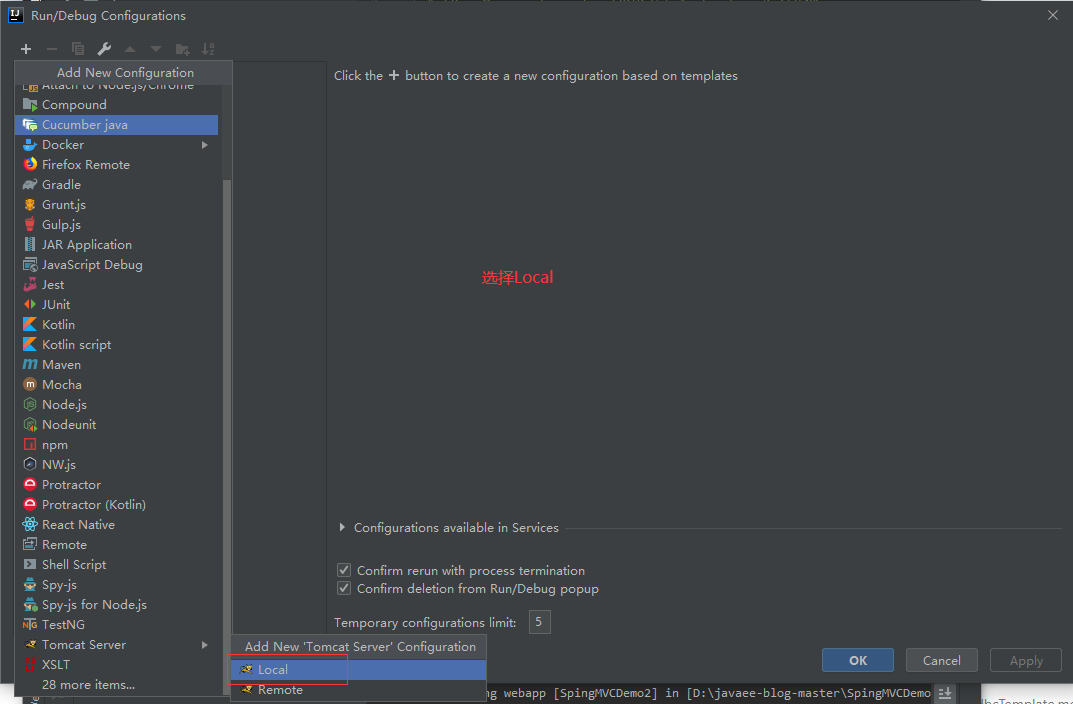 Run/Debug Configurations
Add New Configuration
Attach to Node.js/Chrome
Compound
Cucumber java
Docker
Firefox Remote
Gradle
Grunt.js
Gulp.js
JAR Application
JavaScript Debug
Jest
JUnit
Kotlin
Kotlin script
Maven
Mocha
Node.js
Nodeunit
npm
NW.js
Protractor
Protractor (Kotlin)
React Native
Remote
Shell Script
Spy-js
Spy-js for Node.js
TestNG
Tomcat Server
XSLT
28 more items...
Add New 'Tomcat Server' Configuration
Local
Remote
Click the + button to create a new configuration based on templates
选择Local
Configurations available in Services
Confirm rerun with process termination
Confirm deletion from Run/Debug popup
Temporary configurations limit: 5
OK Cancel Apply
ng webapp [SpingMVCDemo2] in [D:\javaee-blog-master\SpingMVCDemo